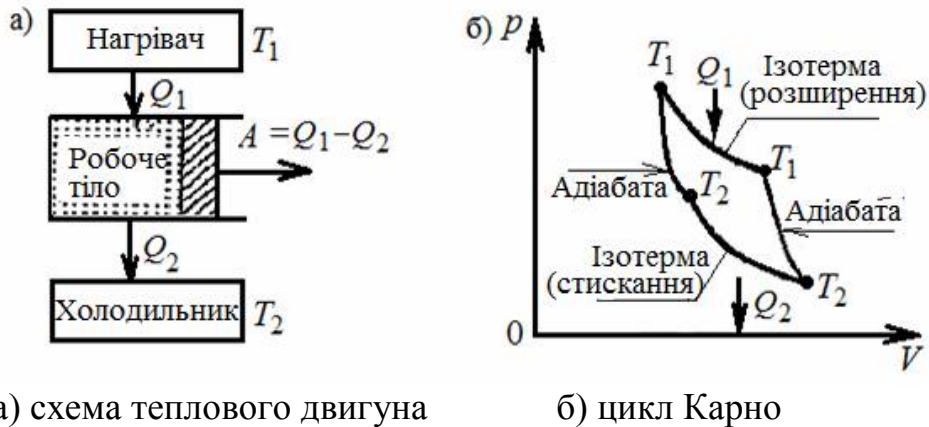 а)
Нагрівач T₁
Q₁
A = Q₁–Q₂
Робоче
тіло
Q₂
Холодильник T₂
б) p
T₁ Q₁ Ізотерма
(розширення)
T₁
Адіабата T₂
Адіабата
Ізотерма
(стискання)
T₂
Q₂
0
V
а) схема теплового двигуна б) цикл Карно